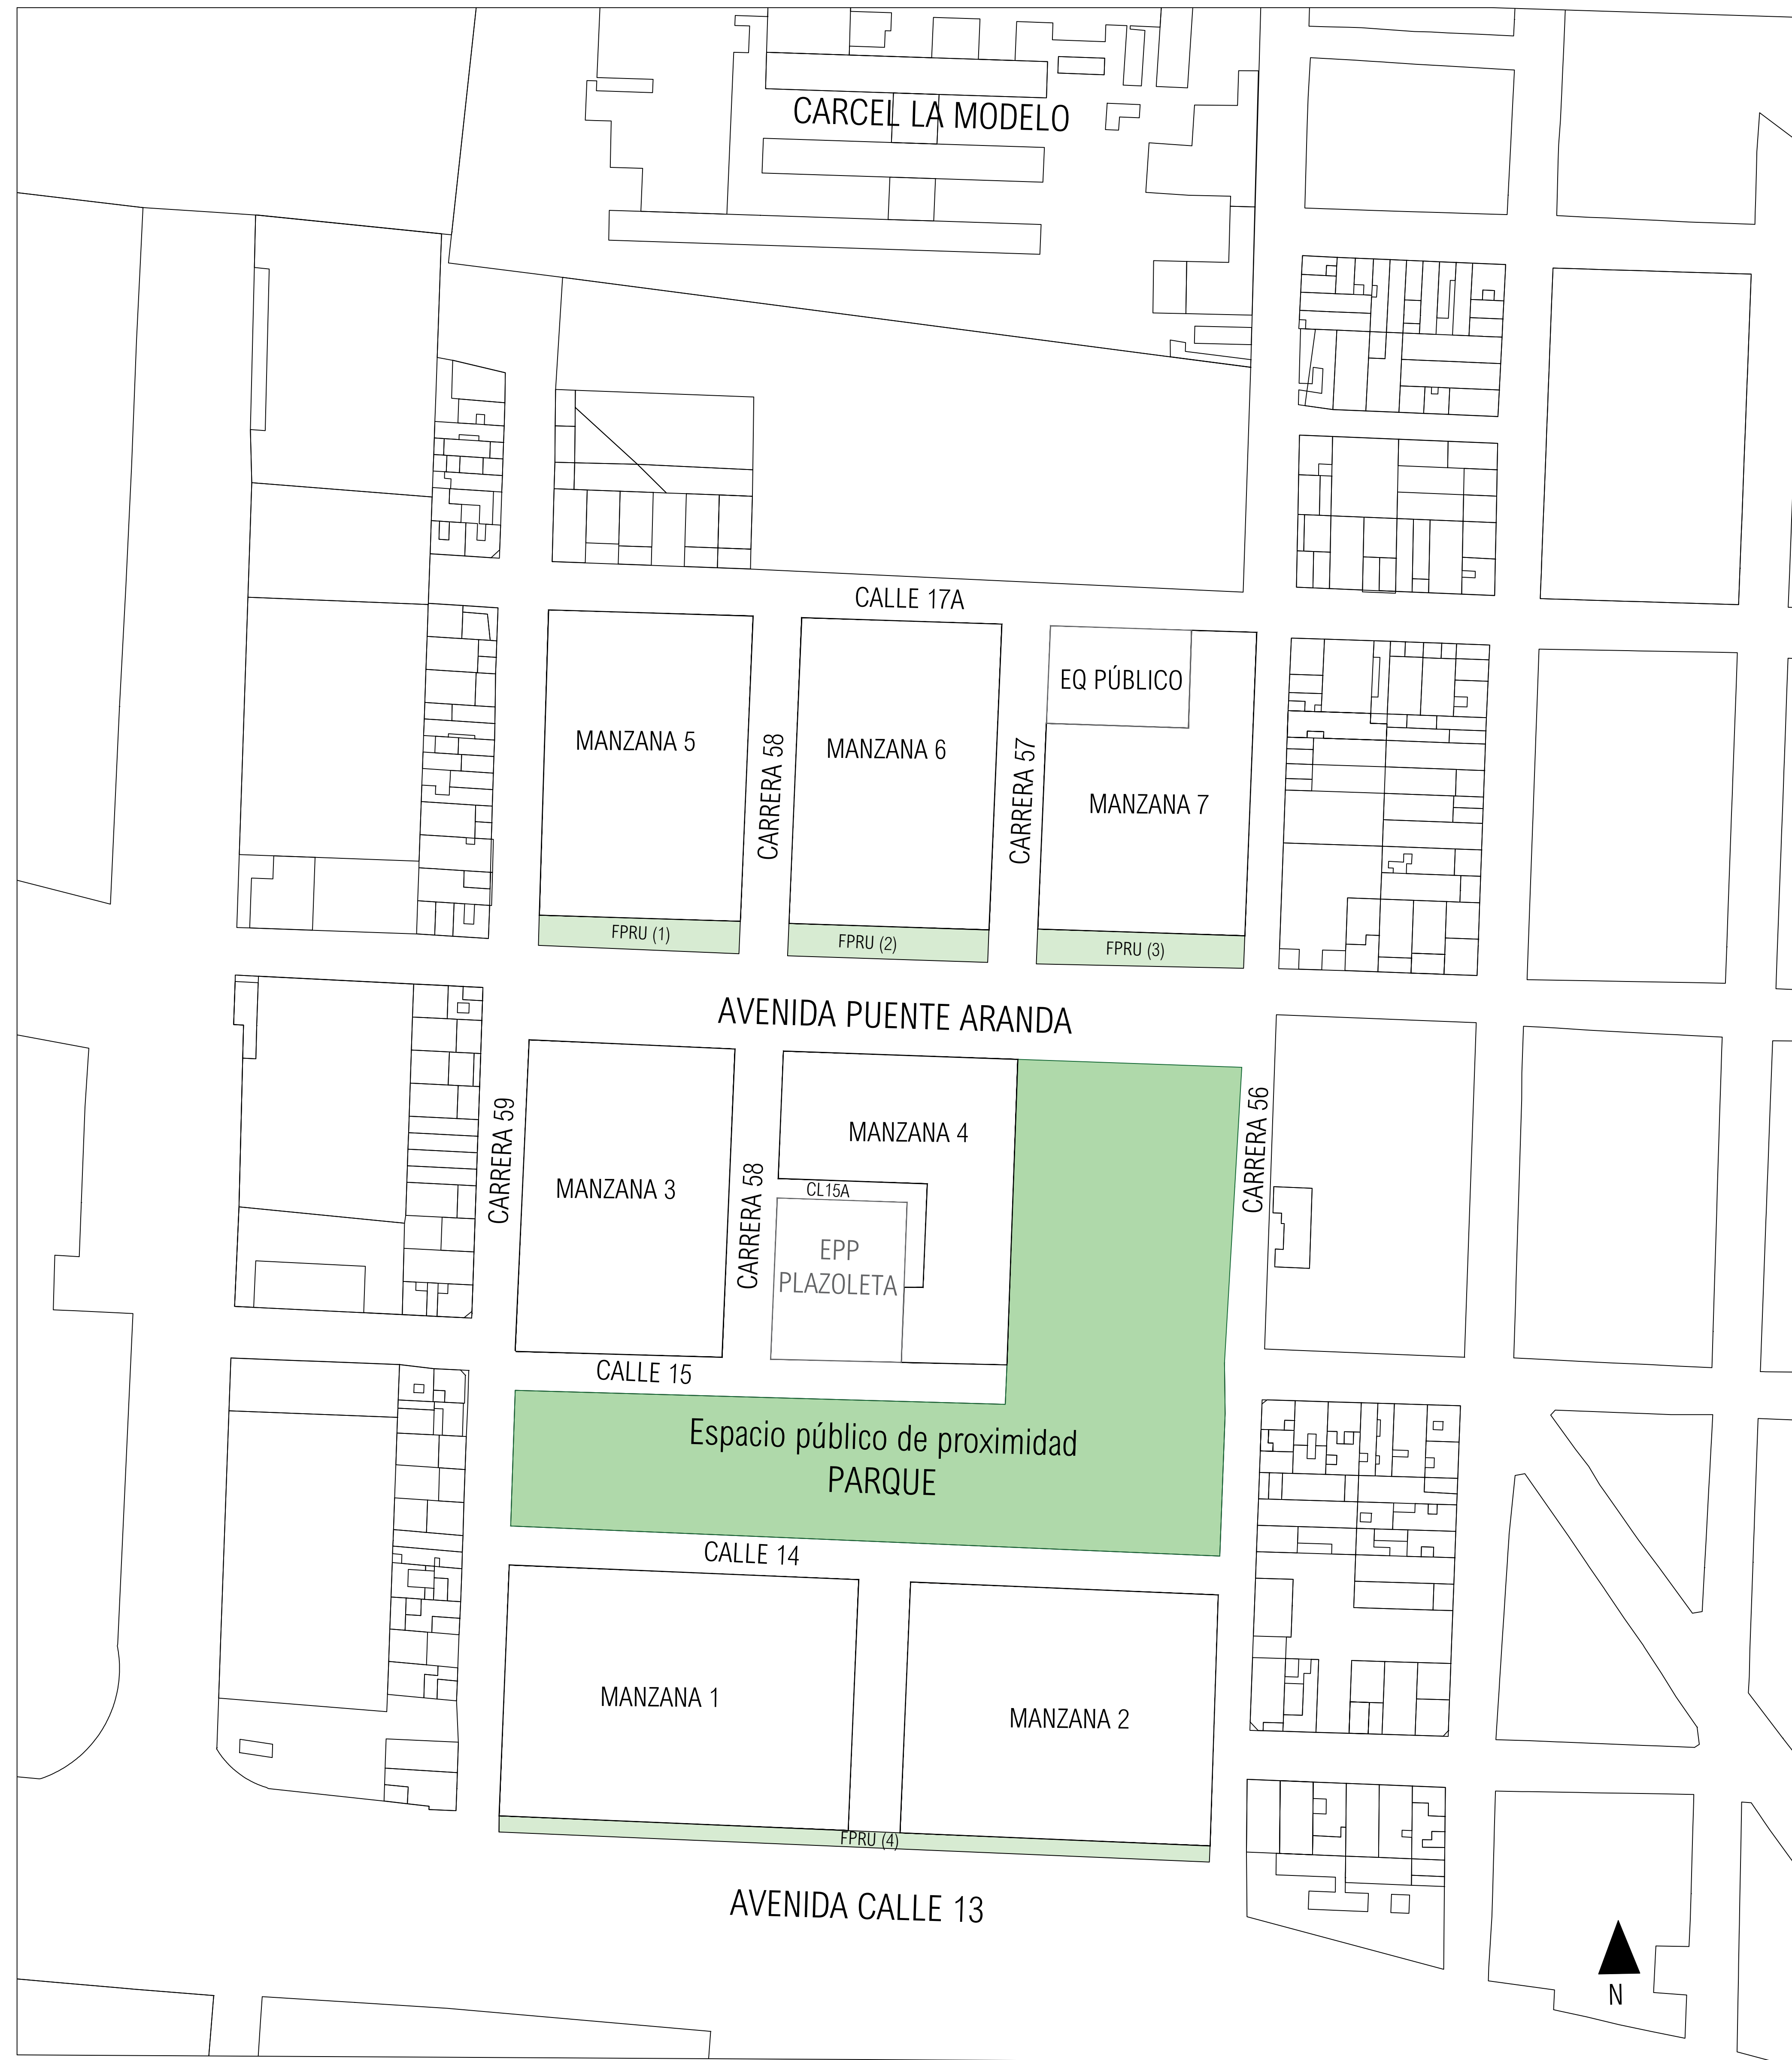 CARCEL LA MODELO
CALLE 17A
EQ PÚBLICO
MANZANA 5
CARRERA 58
MANZANA 6
CARRERA 57
MANZANA 7
FPRU (1)
FPRU (2)
FPRU (3)
AVENIDA PUENTE ARANDA
CARRERA 59
MANZANA 3
CARRERA 58
MANZANA 4
CL15A
EPP
PLAZOLETA
CARRERA 56
CALLE 15
Espacio público de proximidad
PARQUE
CALLE 14
MANZANA 1
MANZANA 2
FPRU (4)
AVENIDA CALLE 13
N